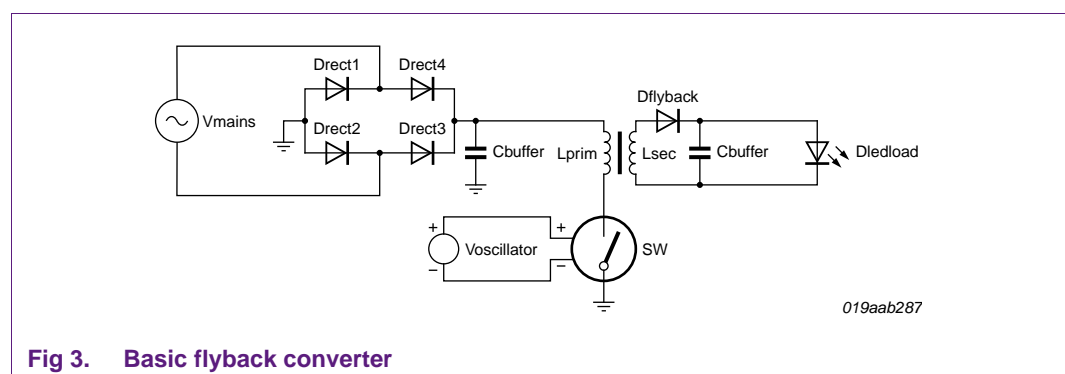 Drect1 Drect4
Dflyback
Vmains
Drect2 Drect3
Cbuffer Lprim Lsec Cbuffer Dledload
+ +
Voscillator SW
− −
019aab287
Fig 3. Basic flyback converter